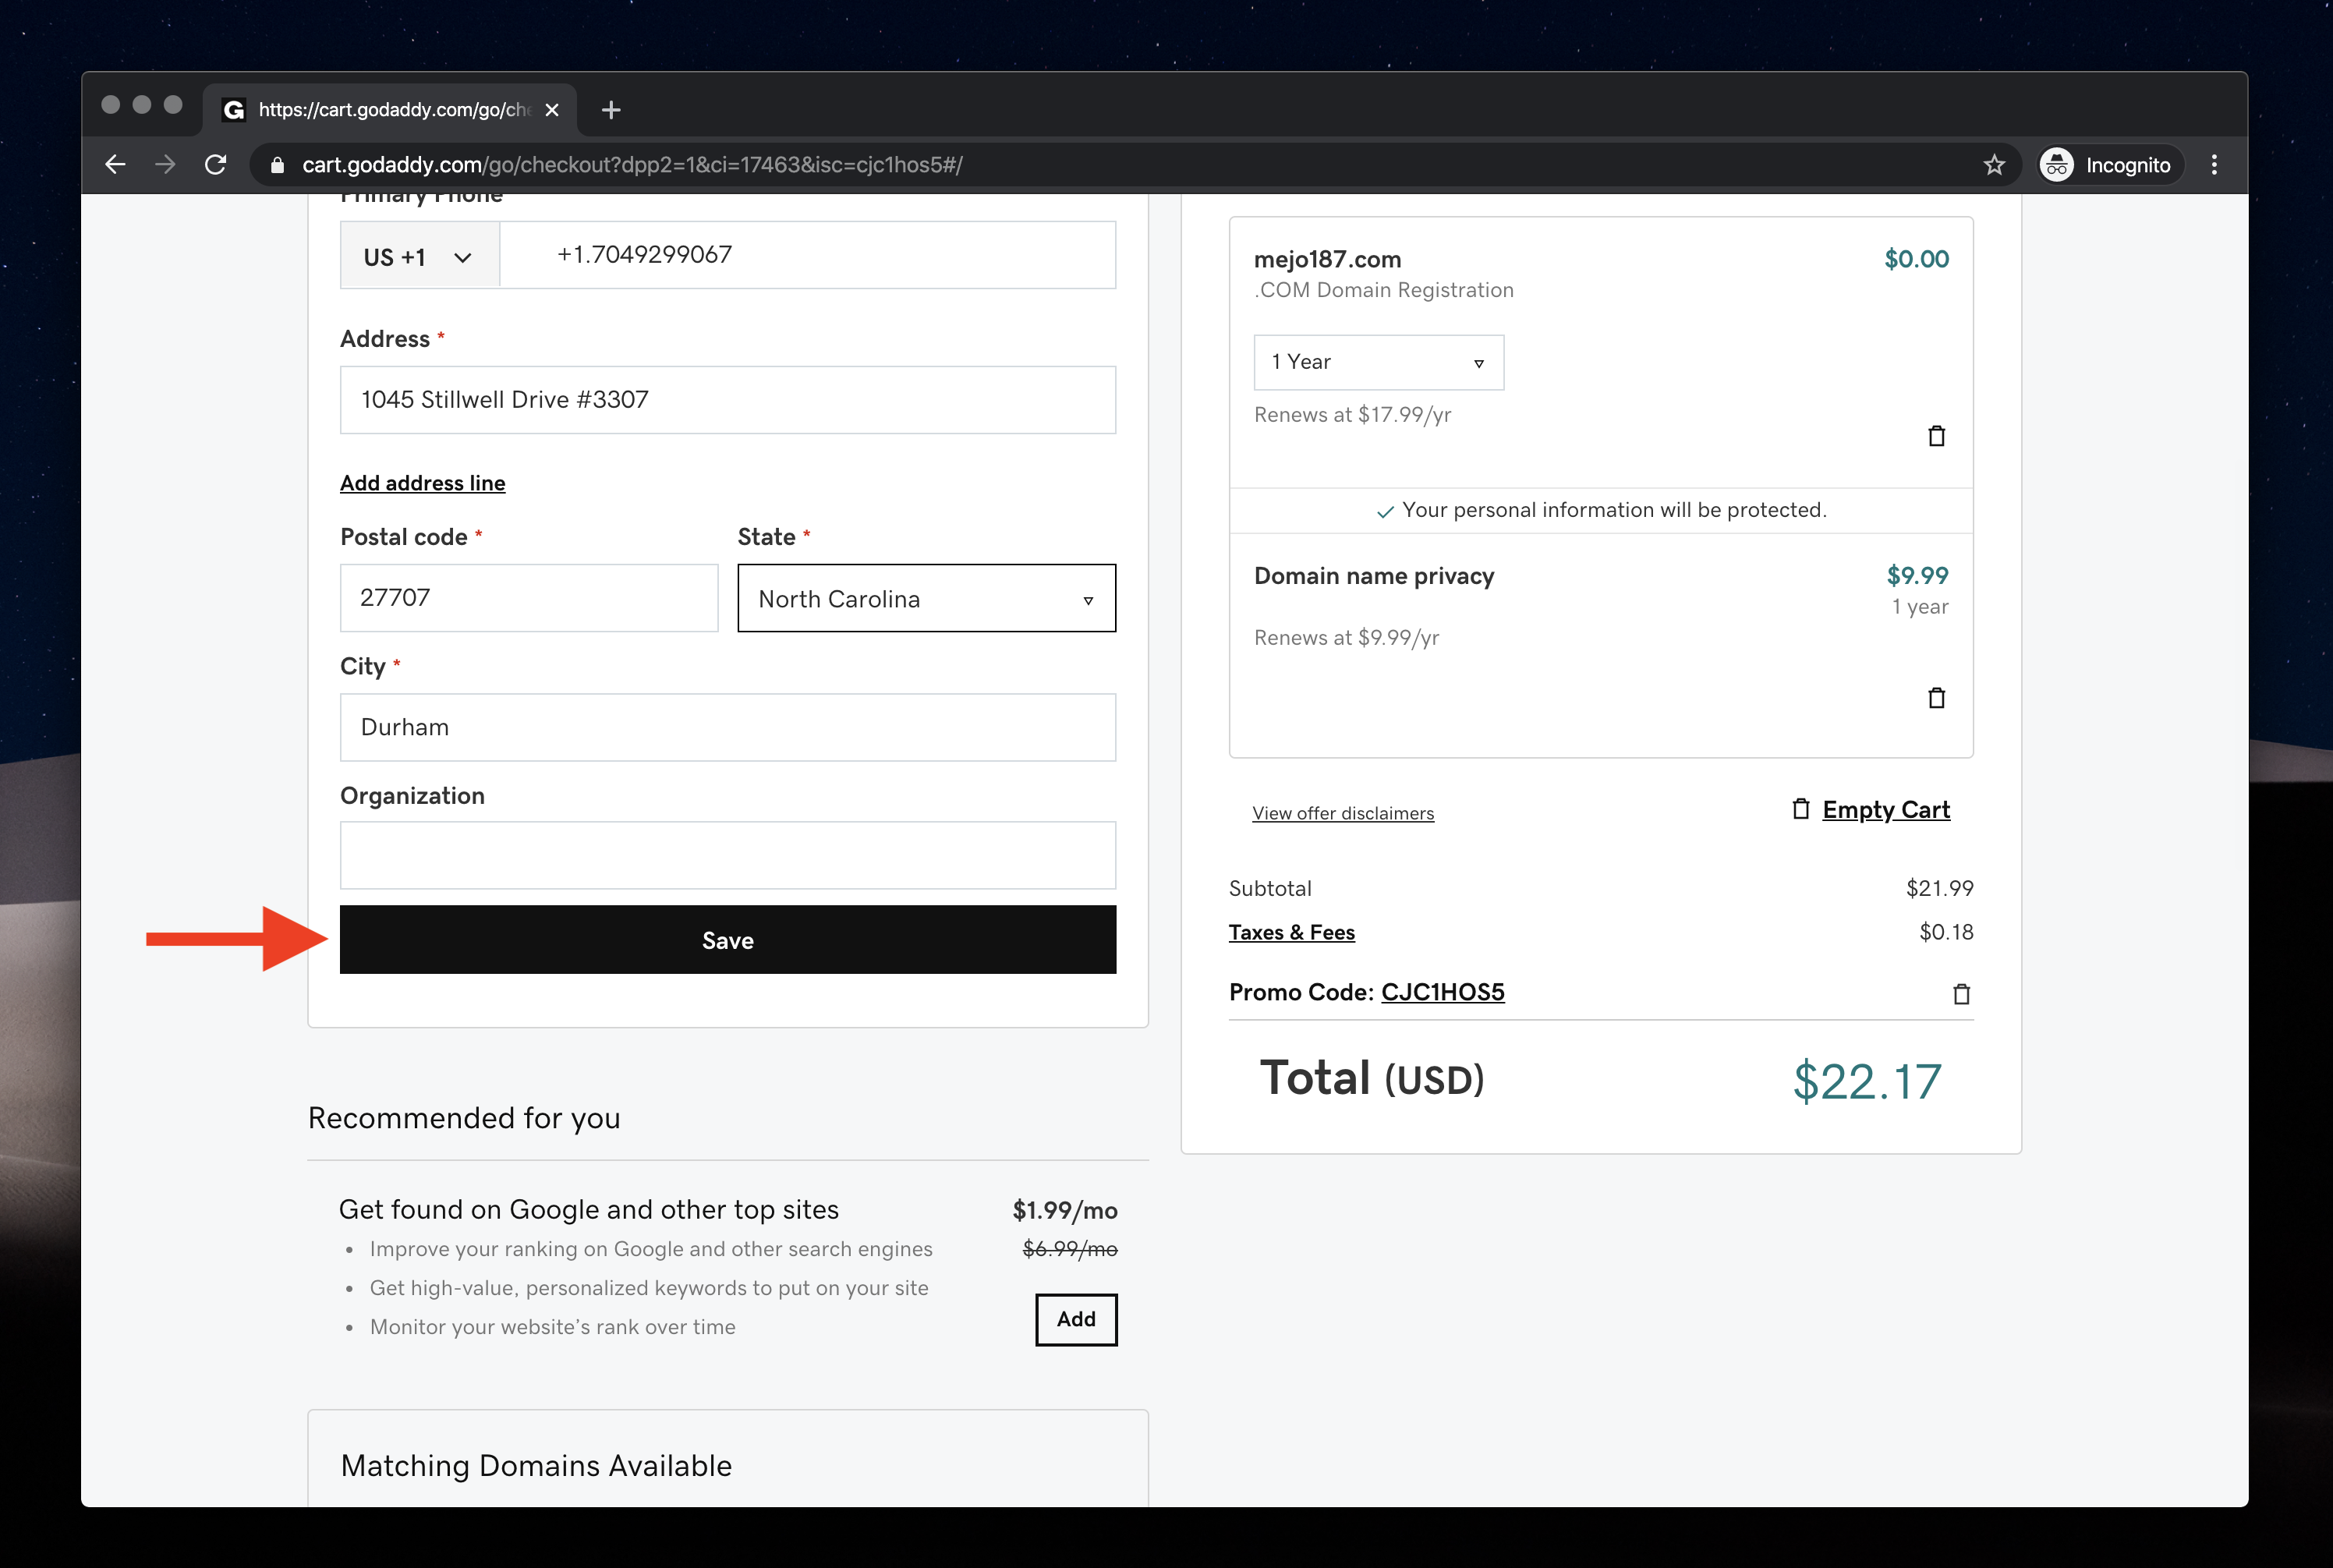 https://cart.godaddy.com/go/che
cart.godaddy.com/go/checkout?dpp2=1&ci=17463&isc=cjc1hos5#/
Incognito
Primary Phone
US +1
+1.7049299067
Address *
1045 Stillwell Drive #3307
Add address line
Postal code *
State *
27707
North Carolina
City *
Durham
Organization
Save
Recommended for you
Get found on Google and other top sites
$1.99/mo
• Improve your ranking on Google and other search engines
$6.99/mo
• Get high-value, personalized keywords to put on your site
• Monitor your website's rank over time
Add
Matching Domains Available
mejo187.com
$0.00
.COM Domain Registration
1 Year
Renews at $17.99/yr
Your personal information will be protected.
Domain name privacy
$9.99
1 year
Renews at $9.99/yr
View offer disclaimers
Empty Cart
Subtotal
$21.99
Taxes & Fees
$0.18
Promo Code: CJC1HOS5
Total (USD)
$22.17